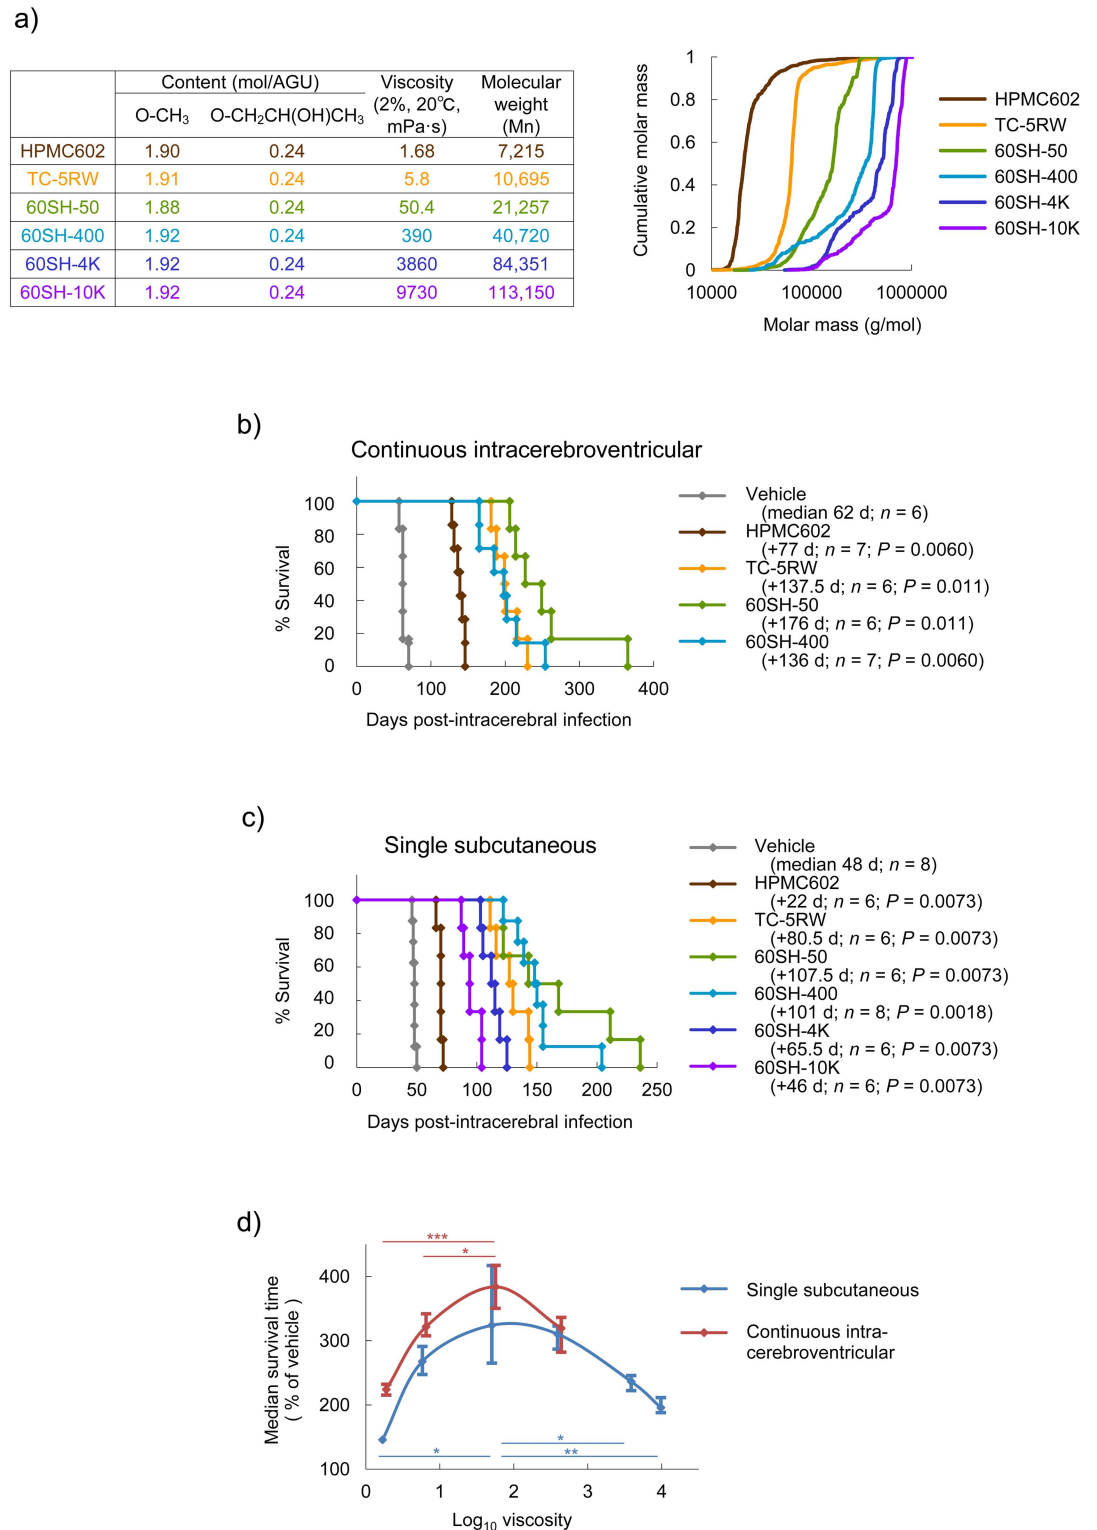 a)
Content (mol/AGU)
Viscosity
(2%, 20°C,
mPa·s)
Molecular
weight
(Mn)
O-CH₃
O-CH₂CH(OH)CH₃
HPMC602 1.90 0.24 1.68 7,215
TC-5RW 1.91 0.24 5.8 10,695
60SH-50 1.88 0.24 50.4 21,257
60SH-400 1.92 0.24 390 40,720
60SH-4K 1.92 0.24 3860 84,351
60SH-10K 1.92 0.24 9730 113,150
Cumulative molar mass
1
0.8
0.6
0.4
0.2
0
10000 100000 1000000
Molar mass (g/mol)
HPMC602
TC-5RW
60SH-50
60SH-400
60SH-4K
60SH-10K
b)
Continuous intracerebroventricular
% Survival
100
80
60
40
20
0
0 100 200 300 400
Days post-intracerebral infection
Vehicle
(median 62 d; n = 6)
HPMC602
(+77 d; n = 7; P = 0.0060)
TC-5RW
(+137.5 d; n = 6; P = 0.011)
60SH-50
(+176 d; n = 6; P = 0.011)
60SH-400
(+136 d; n = 7; P = 0.0060)
c)
Single subcutaneous
% Survival
100
80
60
40
20
0
0 50 100 150 200 250
Days post-intracerebral infection
Vehicle
(median 48 d; n = 8)
HPMC602
(+22 d; n = 6; P = 0.0073)
TC-5RW
(+80.5 d; n = 6; P = 0.0073)
60SH-50
(+107.5 d; n = 6; P = 0.0073)
60SH-400
(+101 d; n = 8; P = 0.0018)
60SH-4K
(+65.5 d; n = 6; P = 0.0073)
60SH-10K
(+46 d; n = 6; P = 0.0073)
d)
Median survival time
( % of vehicle )
***
*
400
300
200
100
*
*
**
0 1 2 3 4
Log₁₀ viscosity
Single subcutaneous
Continuous intra-
cerebroventricular